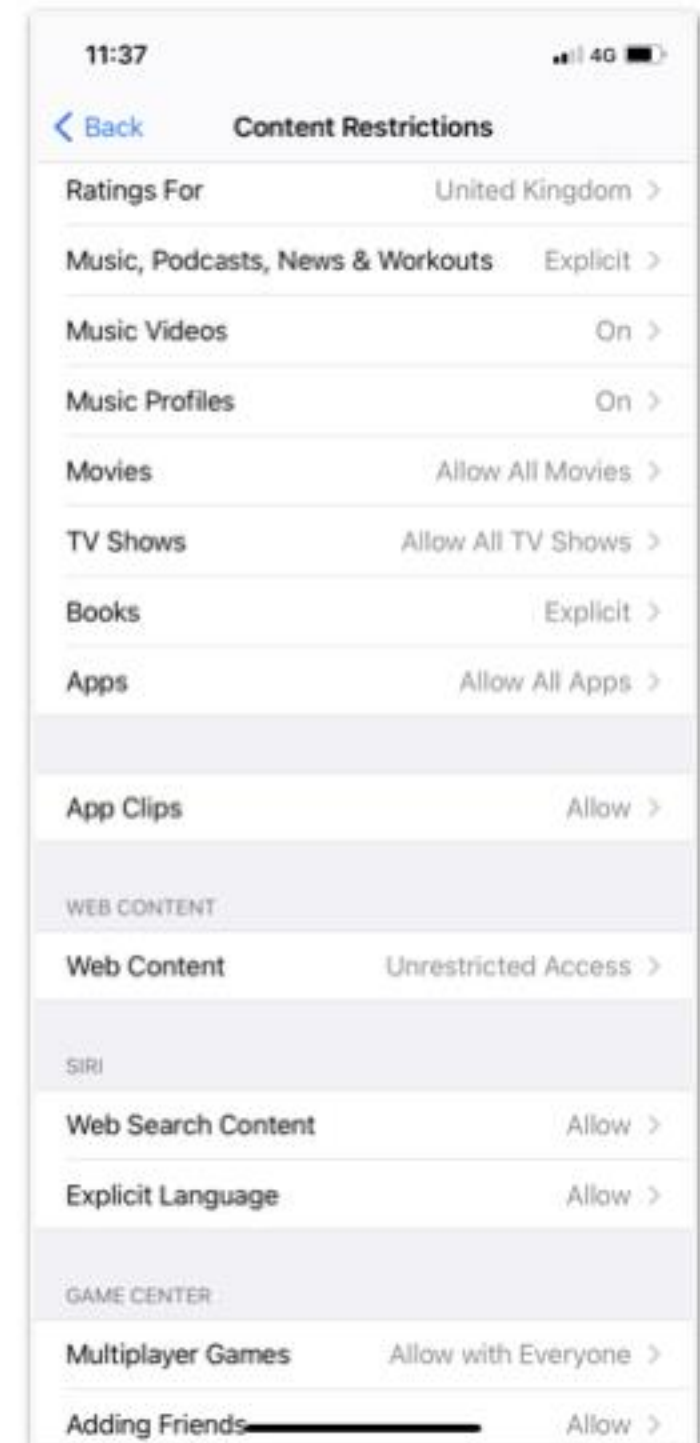 11:37 4G
Back Content Restrictions
Ratings For United Kingdom
Music, Podcasts, News & Workouts Explicit
Music Videos On
Music Profiles On
Movies Allow All Movies
TV Shows Allow All TV Shows
Books Explicit
Apps Allow All Apps
App Clips Allow
WEB CONTENT
Web Content Unrestricted Access
SIRI
Web Search Content Allow
Explicit Language Allow
GAME CENTER
Multiplayer Games Allow with Everyone
Adding Friends Allow